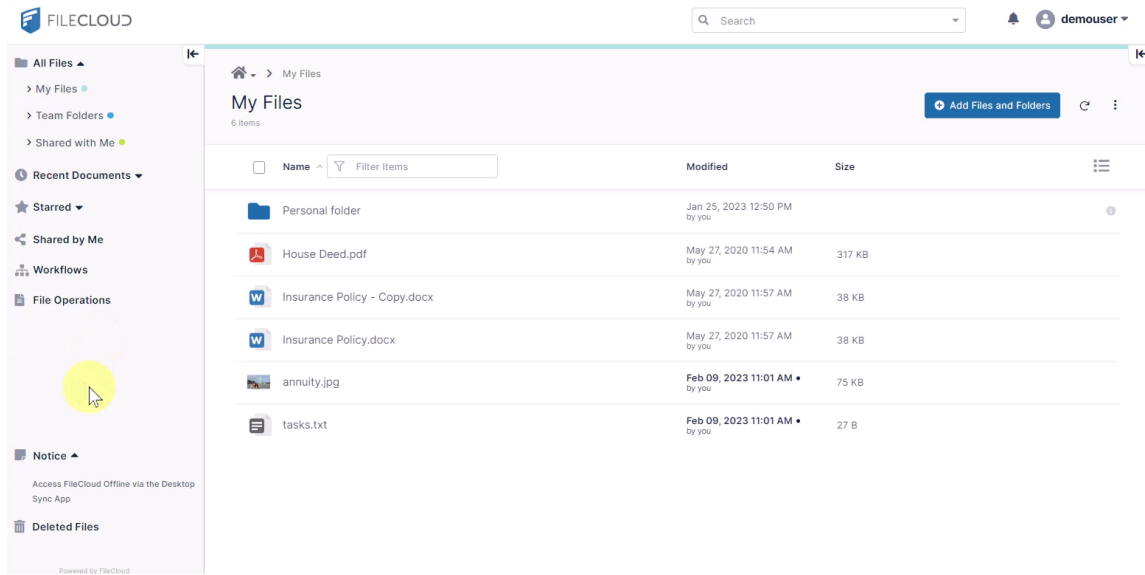 FILECLOUD
Search
demouser
All Files
My Files
Team Folders
Shared with Me
Recent Documents
Starred
Shared by Me
Workflows
File Operations
Notice
Access FileCloud Offline via the Desktop
Sync App
Deleted Files
Powered by FileCloud
My Files
My Files
6 items
Add Files and Folders
Name
Filter Items
Modified
Size
Personal folder
Jan 25, 2023 12:50 PM
by you
House Deed.pdf
May 27, 2020 11:54 AM
by you
317 KB
Insurance Policy - Copy.docx
May 27, 2020 11:57 AM
by you
38 KB
Insurance Policy.docx
May 27, 2020 11:57 AM
by you
38 KB
annuity.jpg
Feb 09, 2023 11:01 AM •
by you
75 KB
tasks.txt
Feb 09, 2023 11:01 AM •
by you
27 B